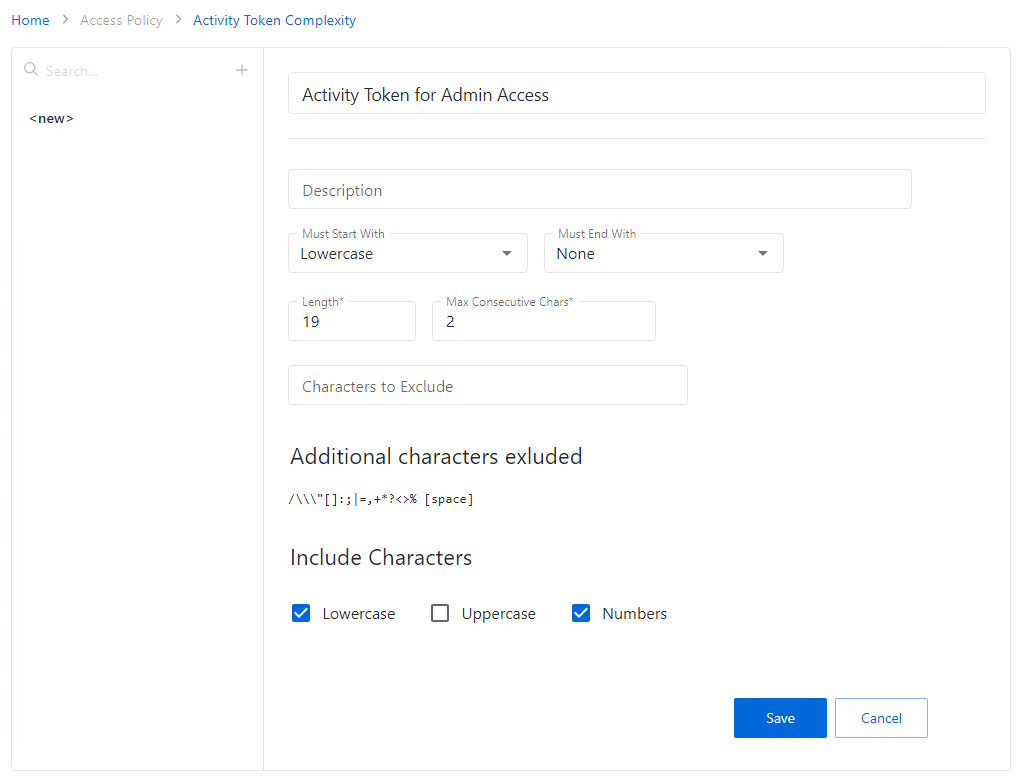 Home > Access Policy > Activity Token Complexity
Search...
<new>
Activity Token for Admin Access
Description
Must Start With
Lowercase
Must End With
None
Length*
19
Max Consecutive Chars*
2
Characters to Exclude
Additional characters exluded
/\\\"[]:;|=,+*?<>% [space]
Include Characters
Lowercase Uppercase Numbers
Save Cancel